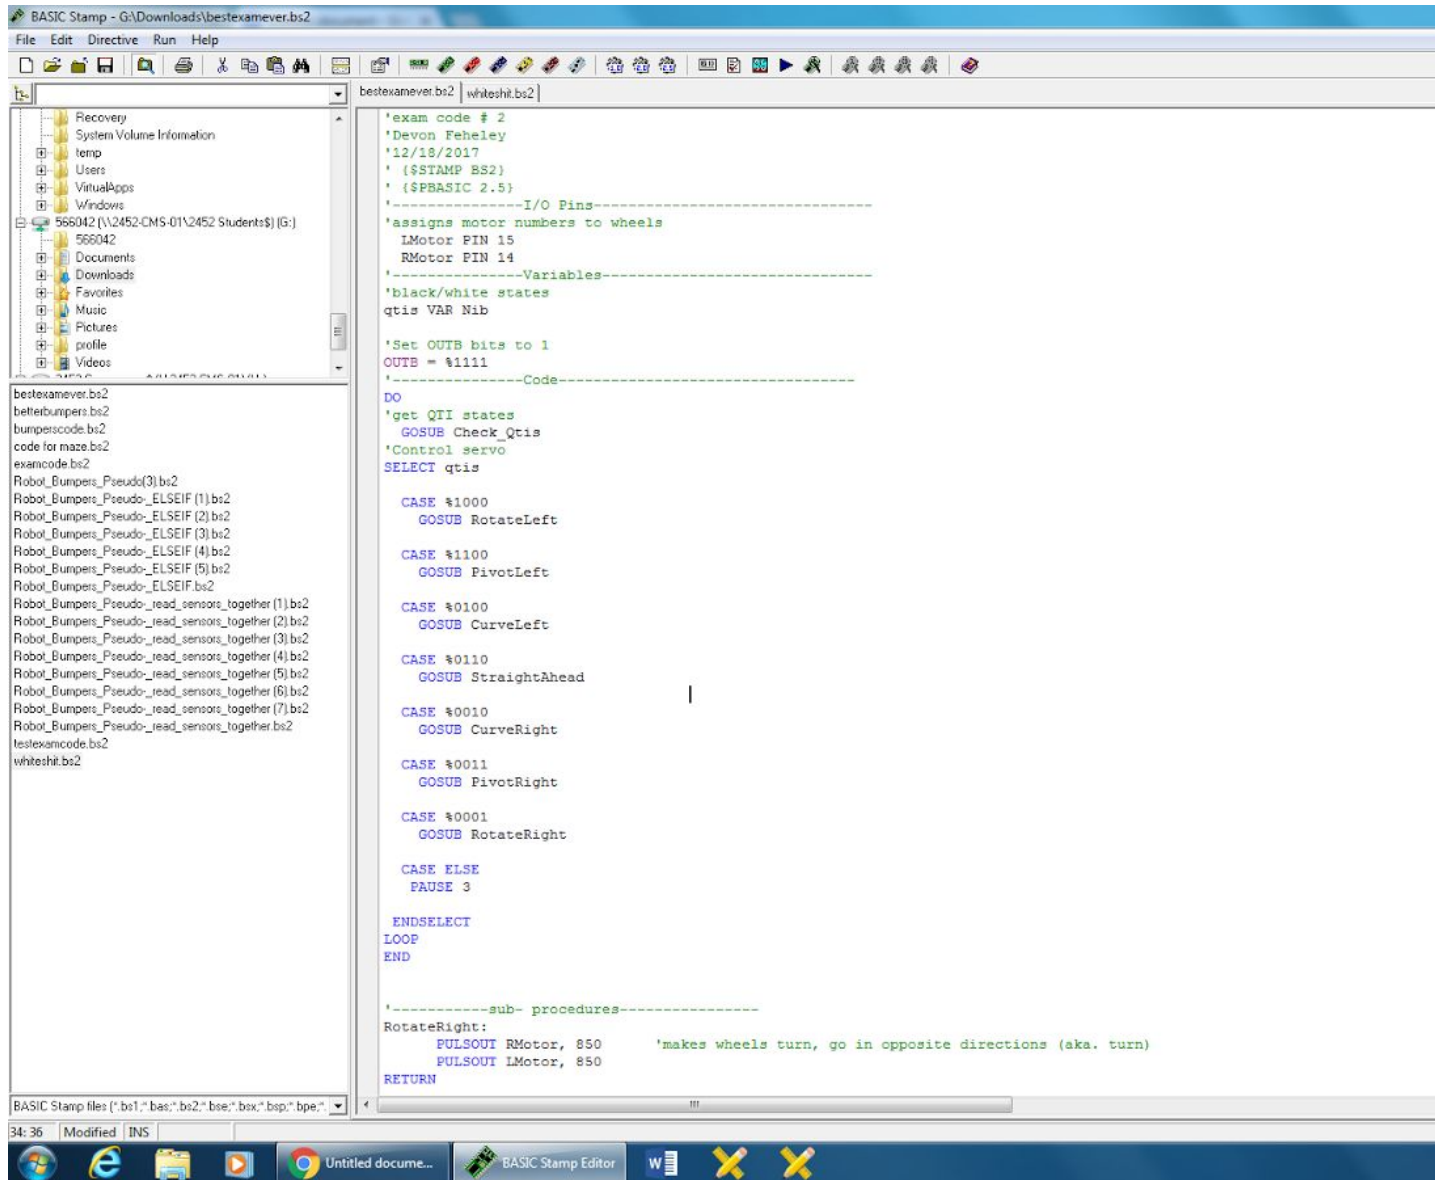 BASIC Stamp - G:\Downloads\bestexamever.bs2
File Edit Directive Run Help
bestexamever.bs2 whiteshit.bs2
Recovery
System Volume Information
temp
Users
VirtualApps
Windows
566042 (\\2452-CMS-01\2452 Students$) (G:)
566042
Documents
Downloads
Favorites
Music
Pictures
profile
Videos
bestexamever.bs2
betterbumpers.bs2
bumperscode.bs2
code for maze.bs2
examcode.bs2
Robot_Bumpers_Pseudo(3).bs2
Robot_Bumpers_Pseudo-_ELSEIF (1).bs2
Robot_Bumpers_Pseudo-_ELSEIF (2).bs2
Robot_Bumpers_Pseudo-_ELSEIF (3).bs2
Robot_Bumpers_Pseudo-_ELSEIF (4).bs2
Robot_Bumpers_Pseudo-_ELSEIF (5).bs2
Robot_Bumpers_Pseudo-_ELSEIF.bs2
Robot_Bumpers_Pseudo-_read_sensors_together (1).bs2
Robot_Bumpers_Pseudo-_read_sensors_together (2).bs2
Robot_Bumpers_Pseudo-_read_sensors_together (3).bs2
Robot_Bumpers_Pseudo-_read_sensors_together (4).bs2
Robot_Bumpers_Pseudo-_read_sensors_together (5).bs2
Robot_Bumpers_Pseudo-_read_sensors_together (6).bs2
Robot_Bumpers_Pseudo-_read_sensors_together (7).bs2
Robot_Bumpers_Pseudo-_read_sensors_together.bs2
testexamcode.bs2
whiteshit.bs2
BASIC Stamp files (*.bs1;*.bas;*.bs2;*.bse;*.bsx;*.bsp;*.bpe;*.
'exam code # 2
'Devon Feheley
'12/18/2017
' {$STAMP BS2}
' {$PBASIC 2.5}
'---------------I/O Pins--------------------------------
'assigns motor numbers to wheels
LMotor PIN 15
RMotor PIN 14
'---------------Variables-------------------------------
'black/white states
qtis VAR Nib
'Set OUTB bits to 1
OUTB = %1111
'---------------Code----------------------------------
DO
'get QTI states
GOSUB Check_Qtis
'Control servo
SELECT qtis
CASE %1000
GOSUB RotateLeft
CASE %1100
GOSUB PivotLeft
CASE %0100
GOSUB CurveLeft
CASE %0110
GOSUB StraightAhead
CASE %0010
GOSUB CurveRight
CASE %0011
GOSUB PivotRight
CASE %0001
GOSUB RotateRight
CASE ELSE
PAUSE 3
ENDSELECT
LOOP
END
'-----------sub- procedures----------------
RotateRight:
PULSOUT RMotor, 850 'makes wheels turn, go in opposite directions (aka. turn)
PULSOUT LMotor, 850
RETURN
34: 36 Modified INS
Untitled docume... BASIC Stamp Editor